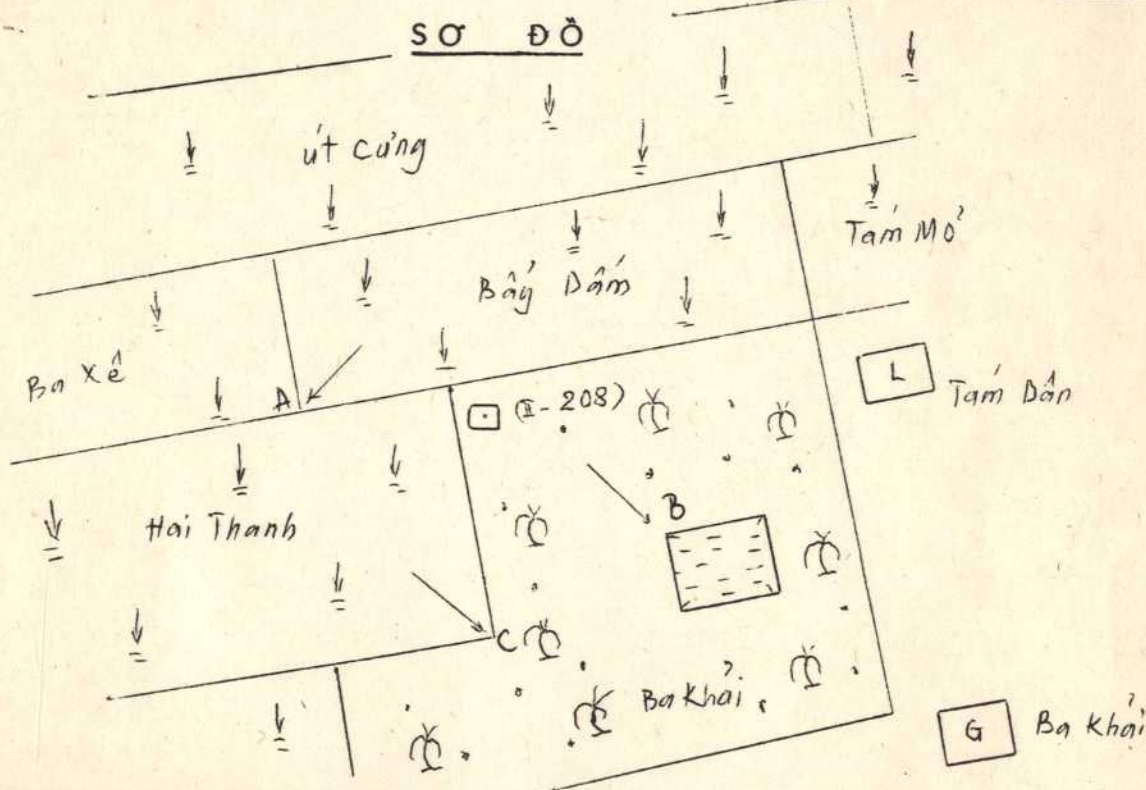 SƠ ĐỒ
út Cưng
Tám Mỏ
Bảy Dấm
Ba Xê
A
L
Tám Dân
(II-208)
B
Hai Thanh
C
Ba Khải
G
Ba Khải